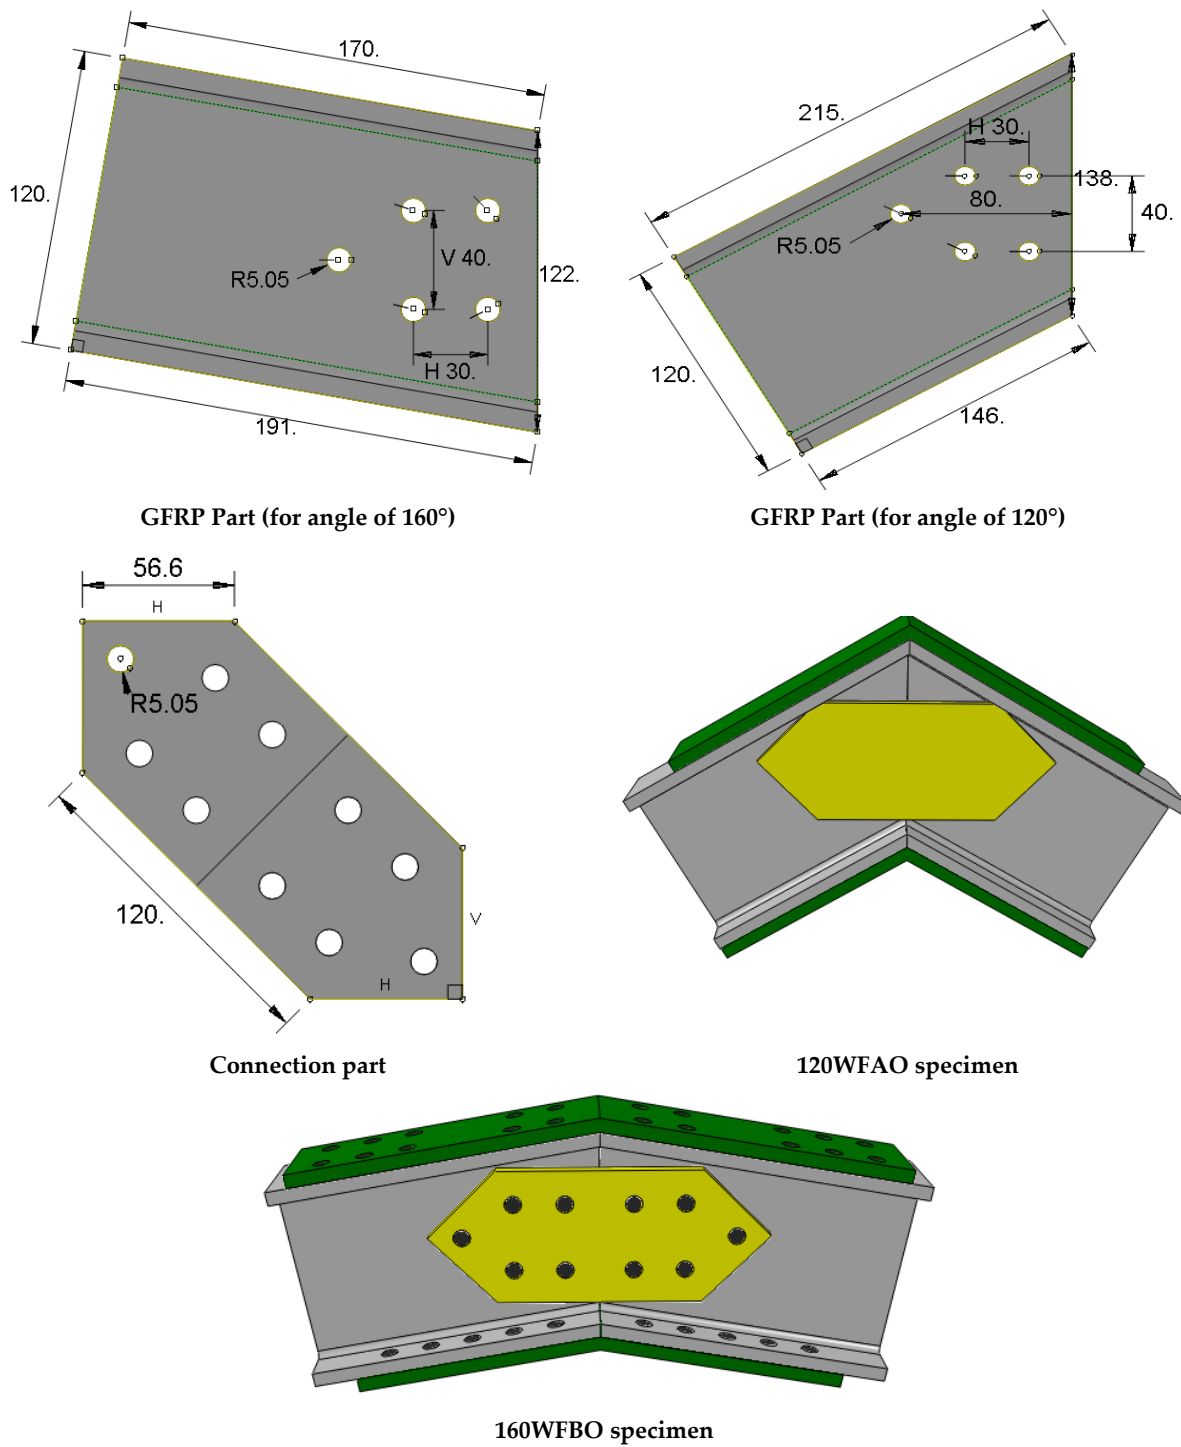 170.
120.
V 40.
R5.05
122.
H 30.
191.
215.
H 30.
138.
80.
40.
R5.05
120.
146.
GFRP Part (for angle of 160°)
GFRP Part (for angle of 120°)
56.6
H
R5.05
120.
V
H
Connection part
120WFAO specimen
160WFBO specimen